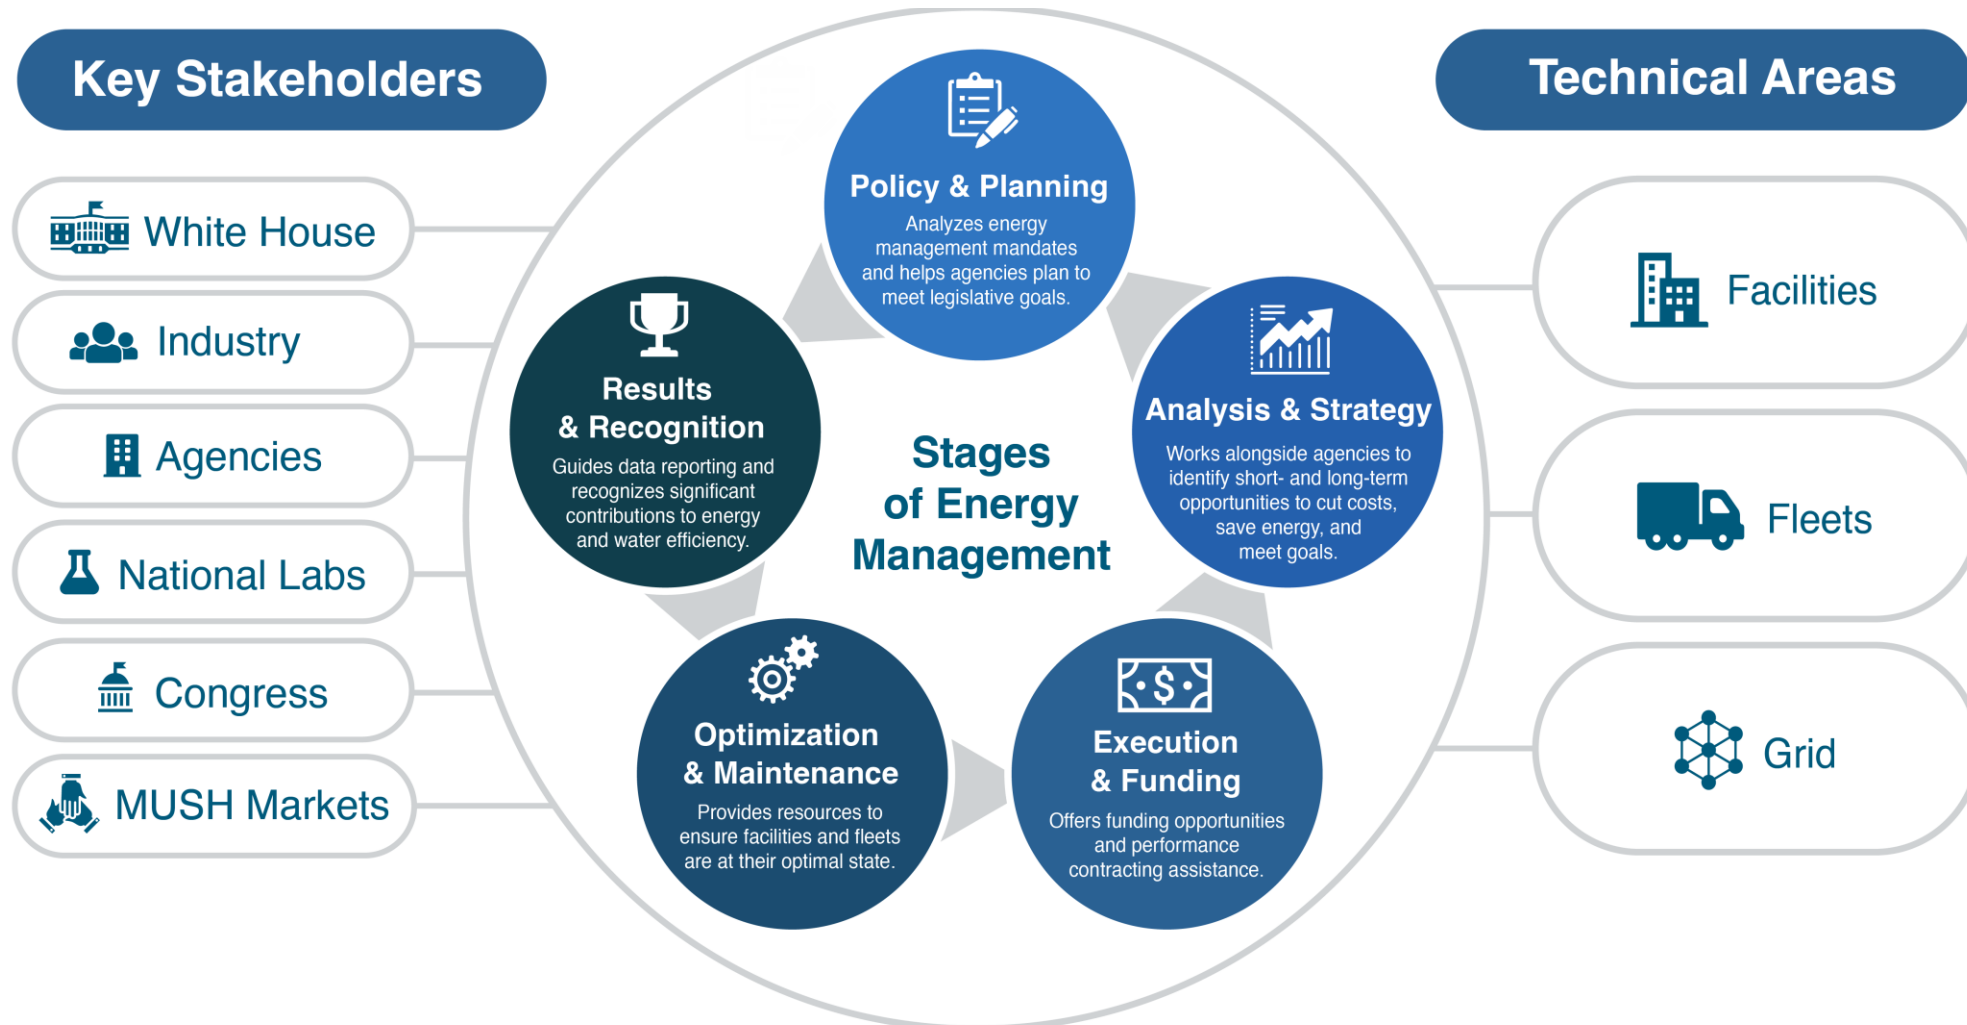 Key Stakeholders
White House
Industry
Agencies
National Labs
Congress
MUSH Markets
Policy & Planning
Analyzes energy
management mandates
and helps agencies plan to
meet legislative goals.
Results
& Recognition
Guides data reporting and
recognizes significant
contributions to energy
and water efficiency.
Stages
of Energy
Management
Analysis & Strategy
Works alongside agencies to
identify short- and long-term
opportunities to cut costs,
save energy, and
meet goals.
Optimization
& Maintenance
Provides resources to
ensure facilities and fleets
are at their optimal state.
$
Execution
& Funding
Offers funding opportunities
and performance
contracting assistance.
Technical Areas
Facilities
Fleets
Grid